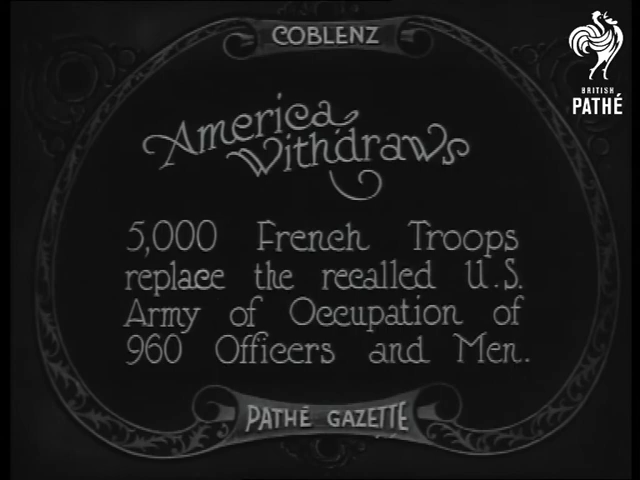 COBLENZ
BRITISH
PATHÉ
America
Withdraws
5,000 French Troops
replace the recalled U.S.
Army of Occupation of
960 Officers and Men.
PATHÉ GAZETTE